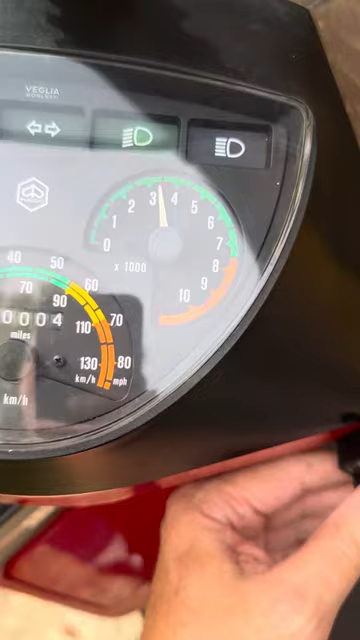 VEGLIA
BORLETTI
0 1 2 3 4 5 6 7 8 9 10
x 1000
40 50 60 70 80
70 90 110 130
0004
miles
km/h mph
km/h